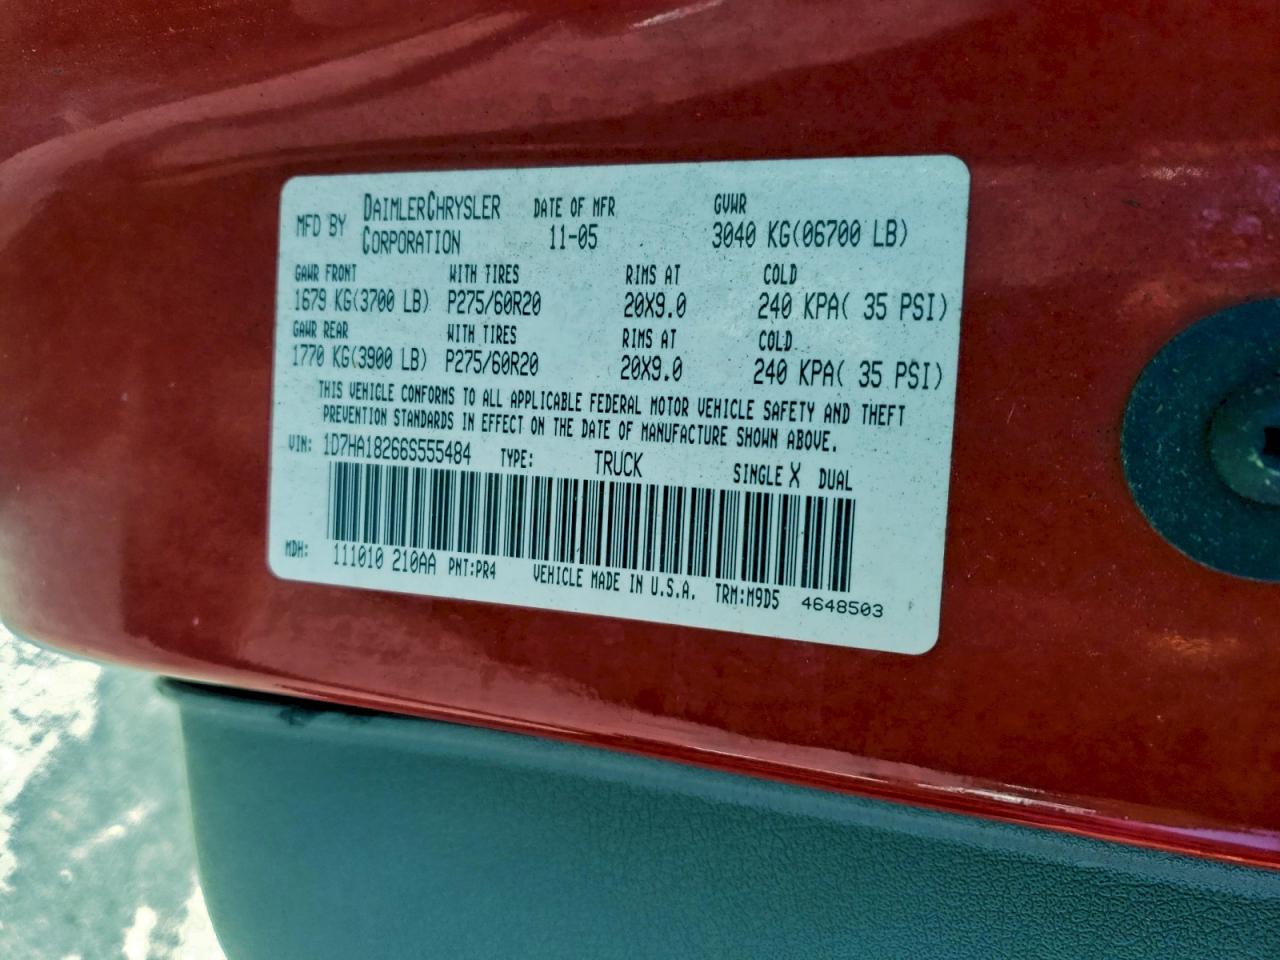 MFD BY DAIMLERCHRYSLER CORPORATION DATE OF MFR 11-05 GVWR 3040 KG(06700 LB)
GAWR FRONT WITH TIRES RIMS AT COLD
1679 KG(3700 LB) P275/60R20 20X9.0 240 KPA( 35 PSI)
GAWR REAR WITH TIRES RIMS AT COLD
1770 KG(3900 LB) P275/60R20 20X9.0 240 KPA( 35 PSI)
THIS VEHICLE CONFORMS TO ALL APPLICABLE FEDERAL MOTOR VEHICLE SAFETY AND THEFT
PREVENTION STANDARDS IN EFFECT ON THE DATE OF MANUFACTURE SHOWN ABOVE.
VIN: 1D7HA18266S555484 TYPE: TRUCK SINGLE X DUAL
MDH: 111010 210AA PNT:PR4 VEHICLE MADE IN U.S.A. TRM:M9D5 4648503